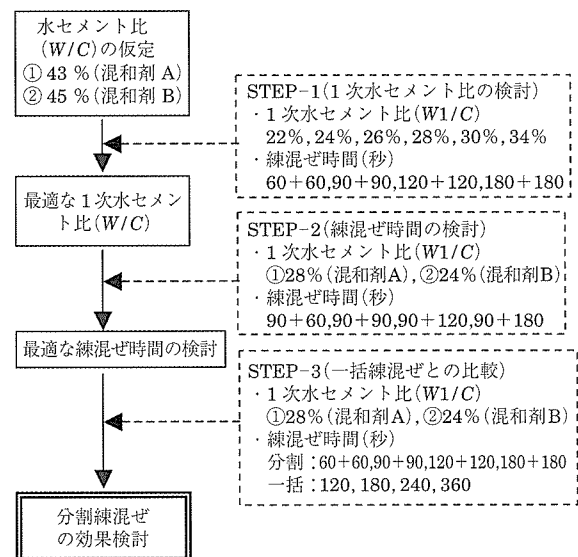 水セメント比
(W/C)の仮定
① 43 %(混和剤 A)
② 45 %(混和剤 B)
STEP-1(1 次水セメント比の検討)
・1 次水セメント比(W1/C)
22%,24%,26%,28%,30%,34%
・練混ぜ時間(秒)
60+60,90+90,120+120,180+180
最適な 1 次水セメン
ト比(W/C)
STEP-2(練混ぜ時間の検討)
・1 次水セメント比(W1/C)
①28%(混和剤A),②24%(混和剤B)
・練混ぜ時間(秒)
90+60,90+90,90+120,90+180
最適な練混ぜ時間の検討
STEP-3(一括練混ぜとの比較)
・1 次水セメント比(W1/C)
①28%(混和剤A),②24%(混和剤B)
・練混ぜ時間(秒)
分割:60+60,90+90,120+120,180+180
一括:120, 180, 240, 360
分割練混ぜ
の効果検討